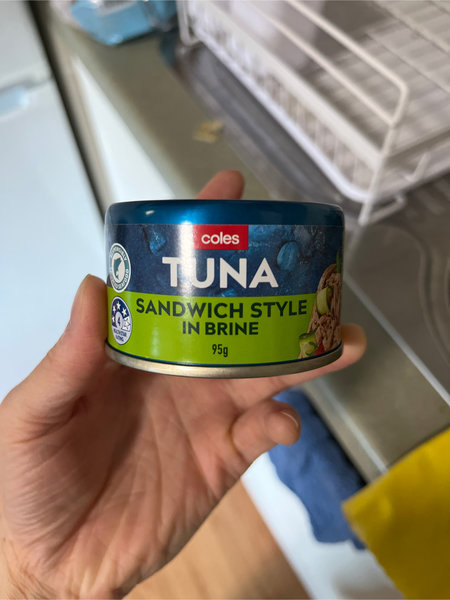 coles
TUNA
SANDWICH STYLE
IN BRINE
95g